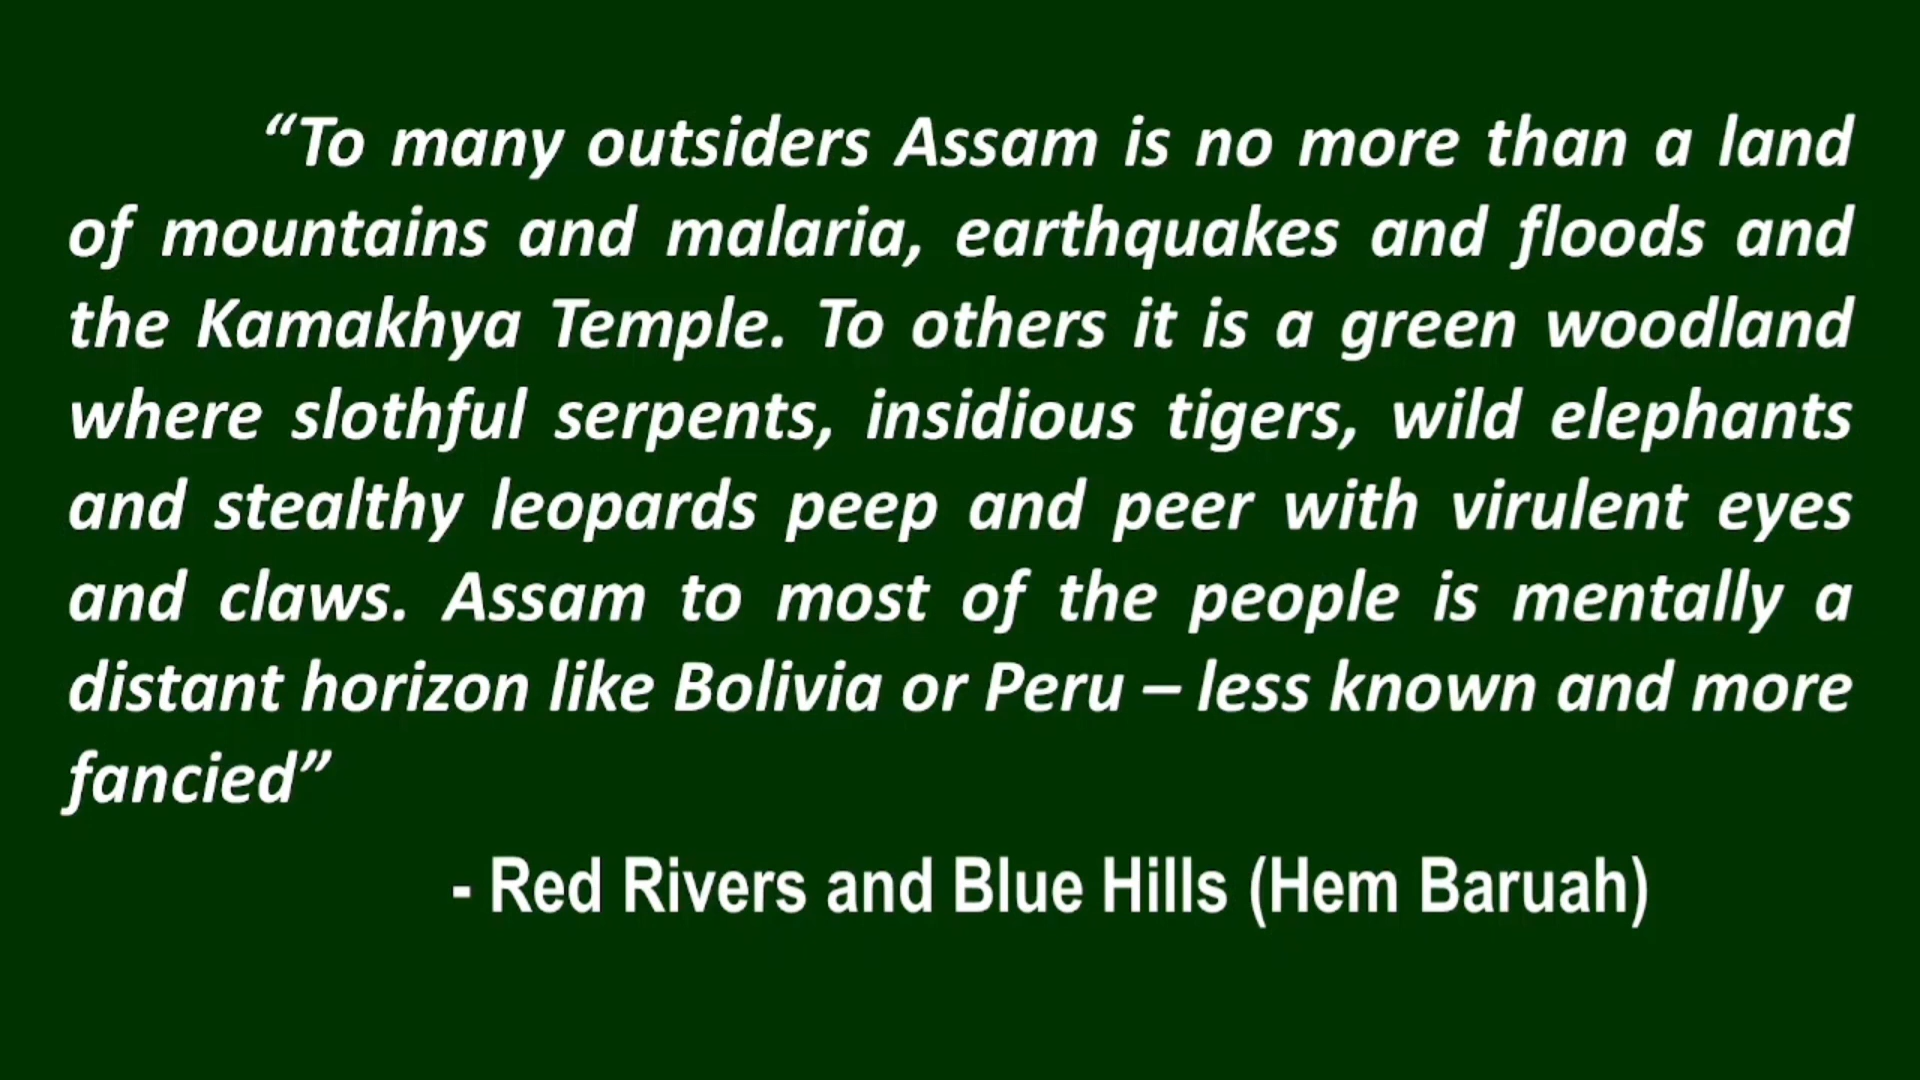 “To many outsiders Assam is no more than a land
of mountains and malaria, earthquakes and floods and
the Kamakhya Temple. To others it is a green woodland
where slothful serpents, insidious tigers, wild elephants
and stealthy leopards peep and peer with virulent eyes
and claws. Assam to most of the people is mentally a
distant horizon like Bolivia or Peru – less known and more
fancied”
- Red Rivers and Blue Hills (Hem Baruah)